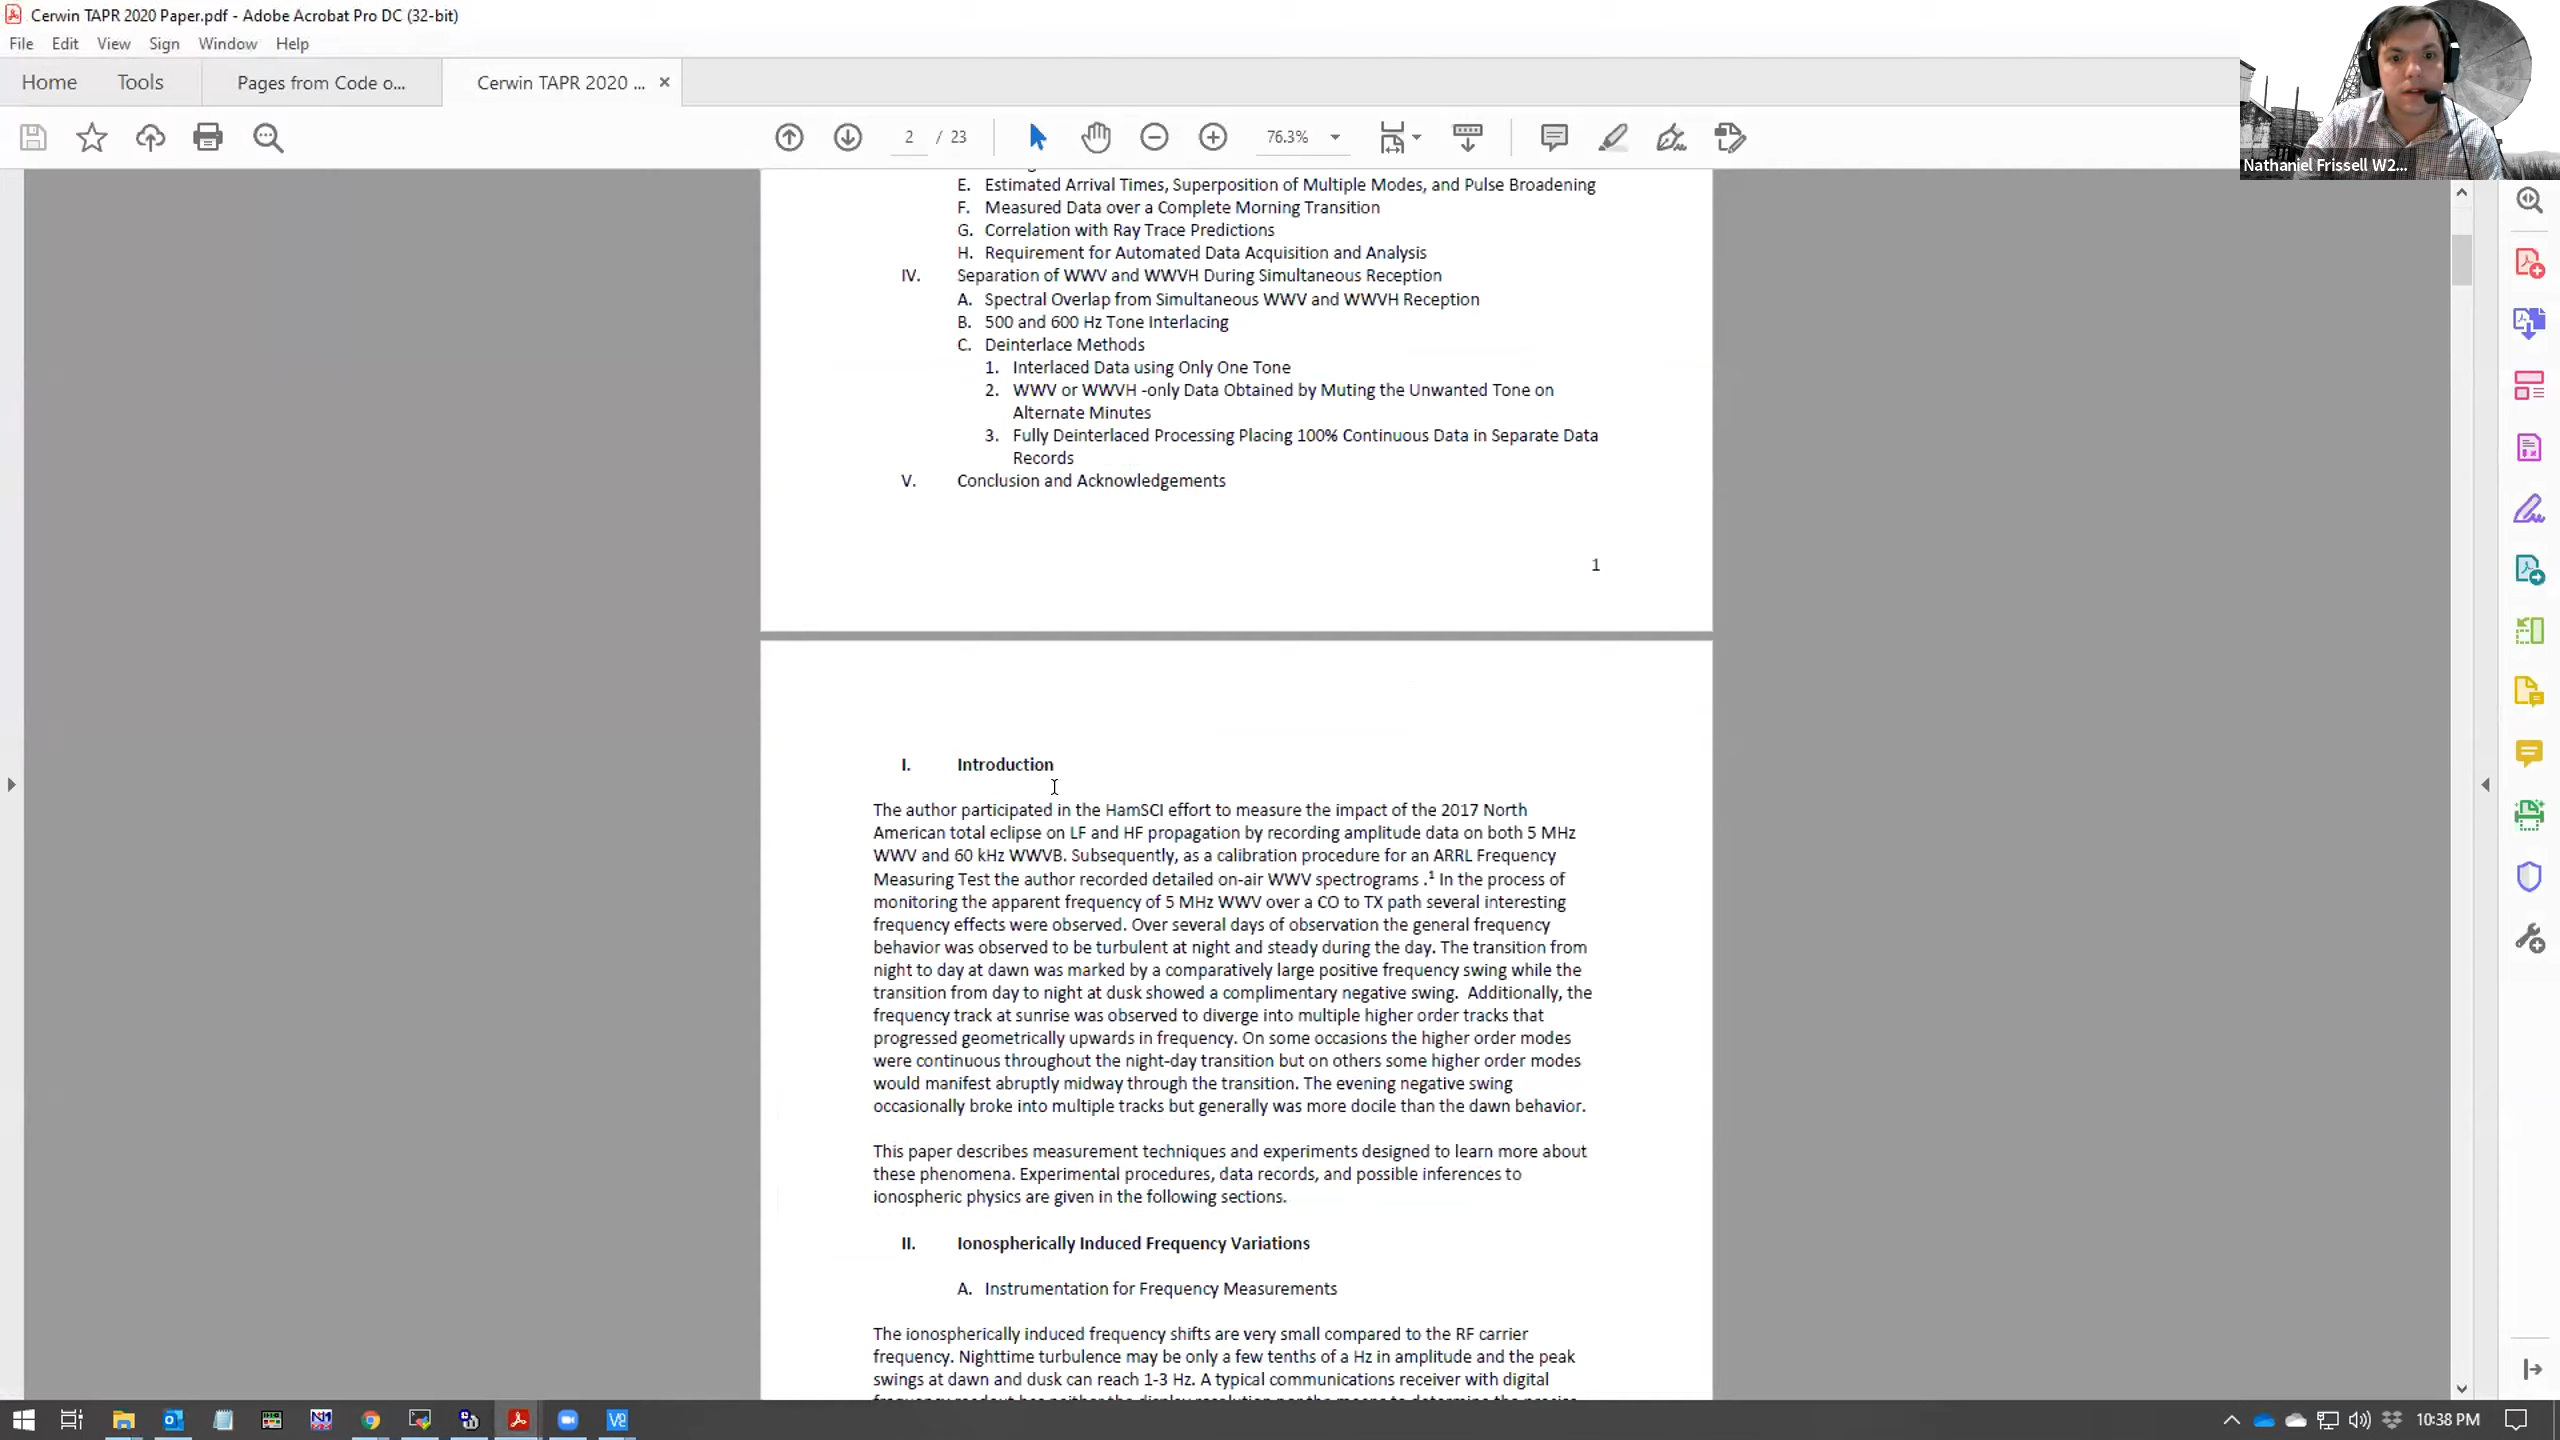 Cerwin TAPR 2020 Paper.pdf - Adobe Acrobat Pro DC (32-bit)
File Edit View Sign Window Help
Home Tools Pages from Code o... Cerwin TAPR 2020 ...
2 / 23 76.3%
Nathaniel Frissell W2...
E. Estimated Arrival Times, Superposition of Multiple Modes, and Pulse Broadening
F. Measured Data over a Complete Morning Transition
G. Correlation with Ray Trace Predictions
H. Requirement for Automated Data Acquisition and Analysis
IV. Separation of WWV and WWVH During Simultaneous Reception
A. Spectral Overlap from Simultaneous WWV and WWVH Reception
B. 500 and 600 Hz Tone Interlacing
C. Deinterlace Methods
1. Interlaced Data using Only One Tone
2. WWV or WWVH -only Data Obtained by Muting the Unwanted Tone on
Alternate Minutes
3. Fully Deinterlaced Processing Placing 100% Continuous Data in Separate Data
Records
V. Conclusion and Acknowledgements
1
I. Introduction
The author participated in the HamSCI effort to measure the impact of the 2017 North
American total eclipse on LF and HF propagation by recording amplitude data on both 5 MHz
WWV and 60 kHz WWVB. Subsequently, as a calibration procedure for an ARRL Frequency
Measuring Test the author recorded detailed on-air WWV spectrograms .¹ In the process of
monitoring the apparent frequency of 5 MHz WWV over a CO to TX path several interesting
frequency effects were observed. Over several days of observation the general frequency
behavior was observed to be turbulent at night and steady during the day. The transition from
night to day at dawn was marked by a comparatively large positive frequency swing while the
transition from day to night at dusk showed a complimentary negative swing. Additionally, the
frequency track at sunrise was observed to diverge into multiple higher order tracks that
progressed geometrically upwards in frequency. On some occasions the higher order modes
were continuous throughout the night-day transition but on others some higher order modes
would manifest abruptly midway through the transition. The evening negative swing
occasionally broke into multiple tracks but generally was more docile than the dawn behavior.
This paper describes measurement techniques and experiments designed to learn more about
these phenomena. Experimental procedures, data records, and possible inferences to
ionospheric physics are given in the following sections.
II. Ionospherically Induced Frequency Variations
A. Instrumentation for Frequency Measurements
The ionospherically induced frequency shifts are very small compared to the RF carrier
frequency. Nighttime turbulence may be only a few tenths of a Hz in amplitude and the peak
swings at dawn and dusk can reach 1-3 Hz. A typical communications receiver with digital
10:38 PM